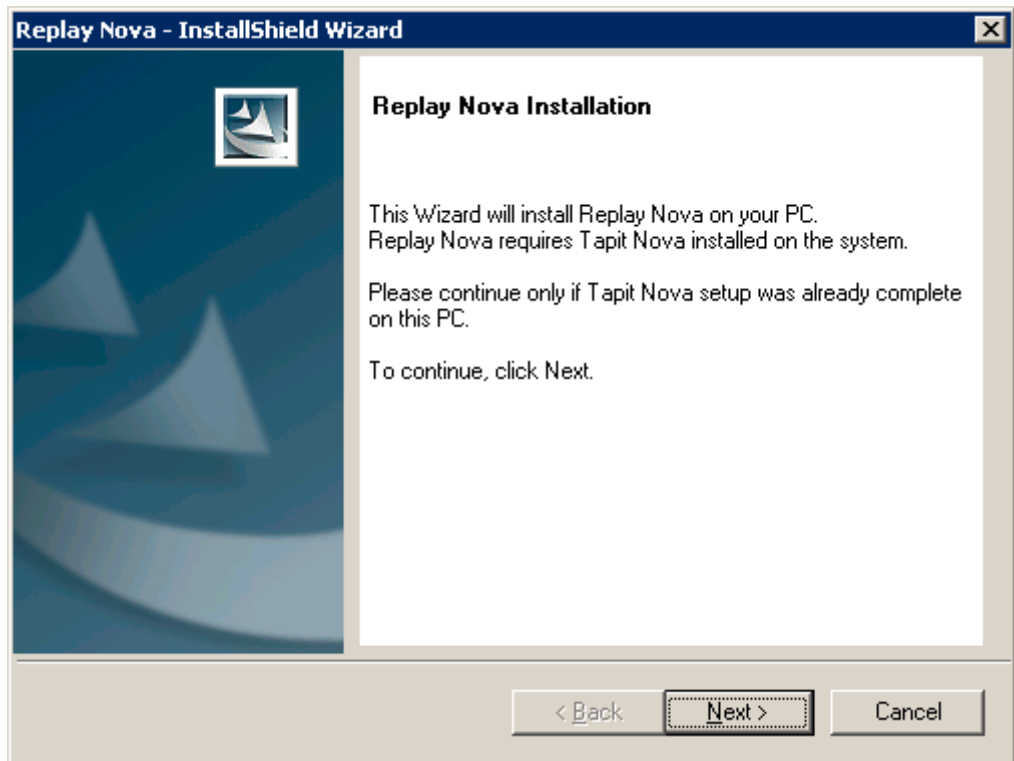 Replay Nova - InstallShield Wizard
Replay Nova Installation
This Wizard will install Replay Nova on your PC.
Replay Nova requires Tapit Nova installed on the system.
Please continue only if Tapit Nova setup was already complete
on this PC.
To continue, click Next.
< Back
Next >
Cancel